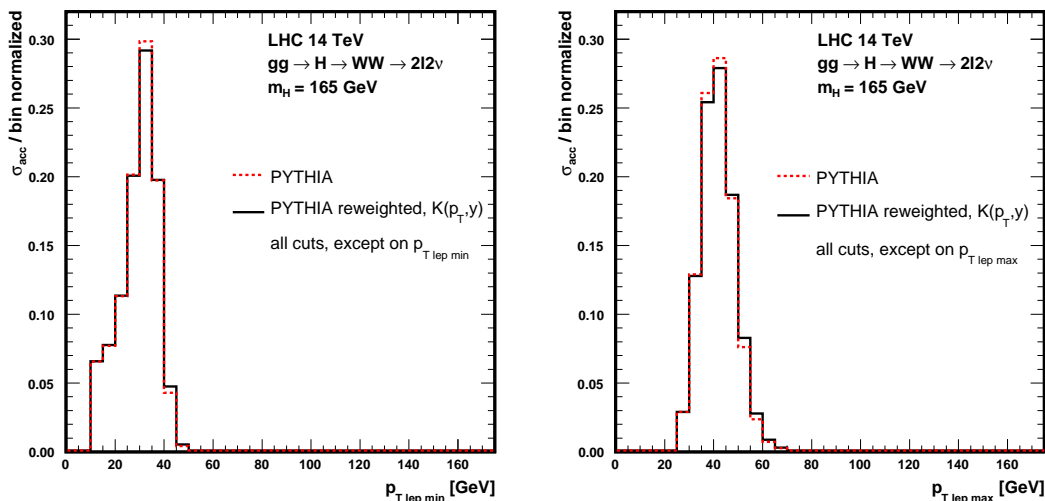 σacc / bin normalized
0.30
0.20
0.15
0.10
0.05
0.00
LHC 14 TeV
gg → H → WW → 2l2ν
mH = 165 GeV
PYTHIA
PYTHIA reweighted, K(pT,y)
all cuts, except on pT lep min
0 20 40 60 80 100 120 140 160
pT lep min [GeV]
σacc / bin normalized
0.30
0.20
0.15
0.10
0.05
0.00
LHC 14 TeV
gg → H → WW → 2l2ν
mH = 165 GeV
PYTHIA
PYTHIA reweighted, K(pT,y)
all cuts, except on pT lep max
0 20 40 60 80 100 120 140 160
pT lep max [GeV]